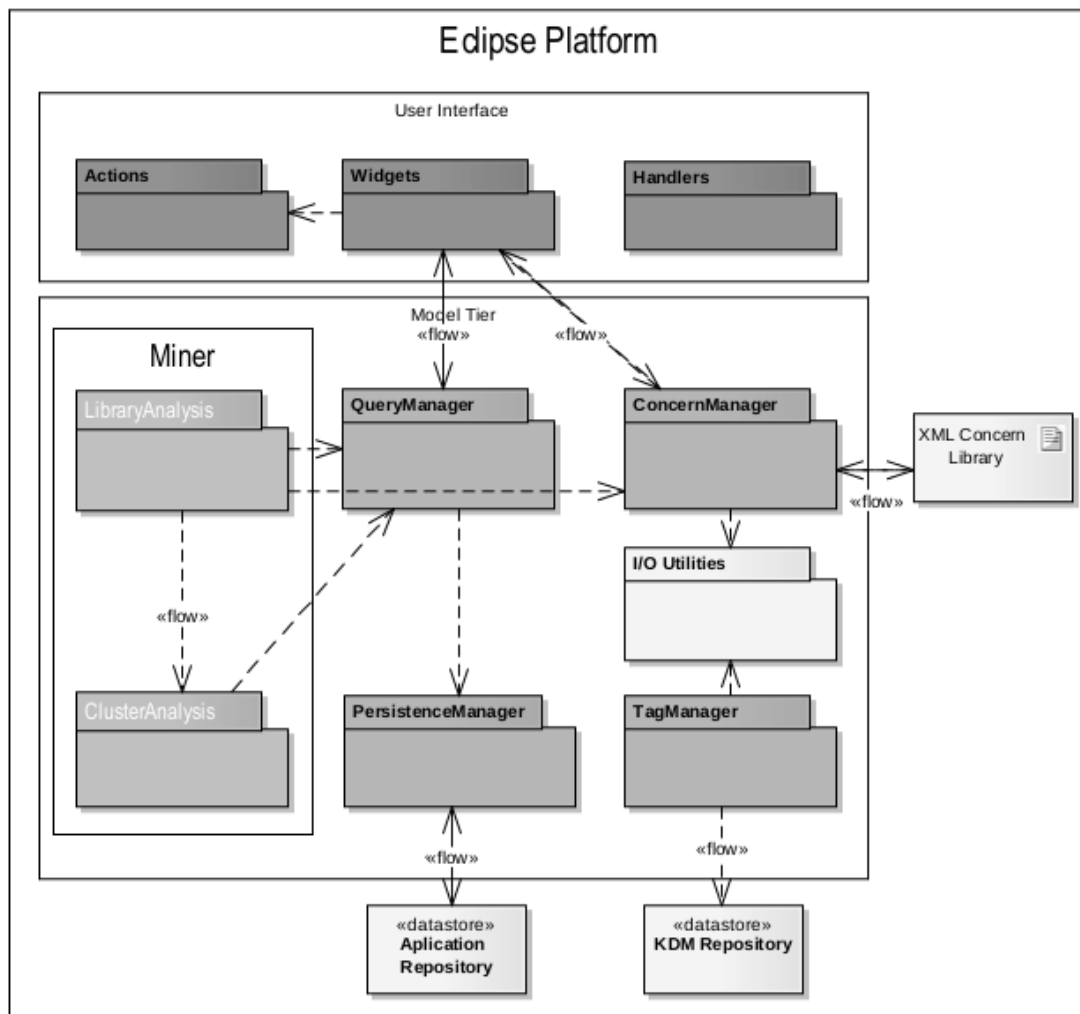 Edipse Platform
User Interface
Actions
Widgets
Handlers
Model Tier
«flow»
«flow»
Miner
LibraryAnalysis
QueryManager
ConcernManager
XML Concern
Library
«flow»
I/O Utilities
«flow»
ClusterAnalysis
PersistenceManager
TagManager
«flow»
«flow»
«datastore»
Aplication
Repository
«datastore»
KDM Repository